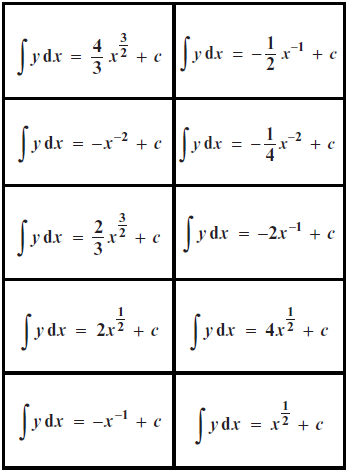 ∫ y dx = 4/3 x^(3/2) + c
∫ y dx = -1/2 x^(-1) + c
∫ y dx = -x^(-2) + c
∫ y dx = -1/4 x^(-2) + c
∫ y dx = 2/3 x^(3/2) + c
∫ y dx = -2x^(-1) + c
∫ y dx = 2x^(1/2) + c
∫ y dx = 4x^(1/2) + c
∫ y dx = -x^(-1) + c
∫ y dx = x^(1/2) + c